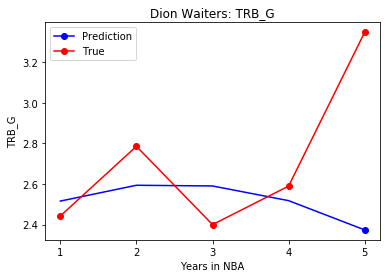 Dion Waiters: TRB_G
Prediction
True
TRB_G
3.2
3.0
2.8
2.6
2.4
1 2 3 4 5
Years in NBA